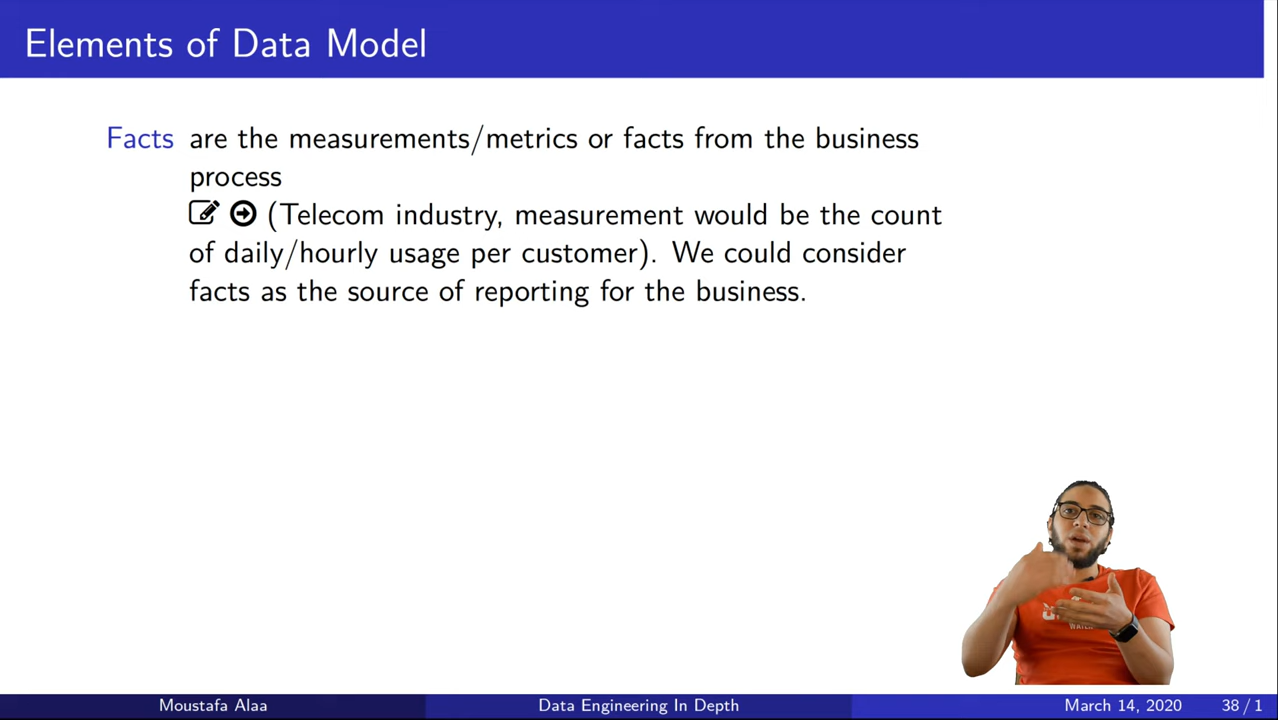 Elements of Data Model
Facts are the measurements/metrics or facts from the business
process
(Telecom industry, measurement would be the count
of daily/hourly usage per customer). We could consider
facts as the source of reporting for the business.
Moustafa Alaa Data Engineering In Depth March 14, 2020 38 / 1